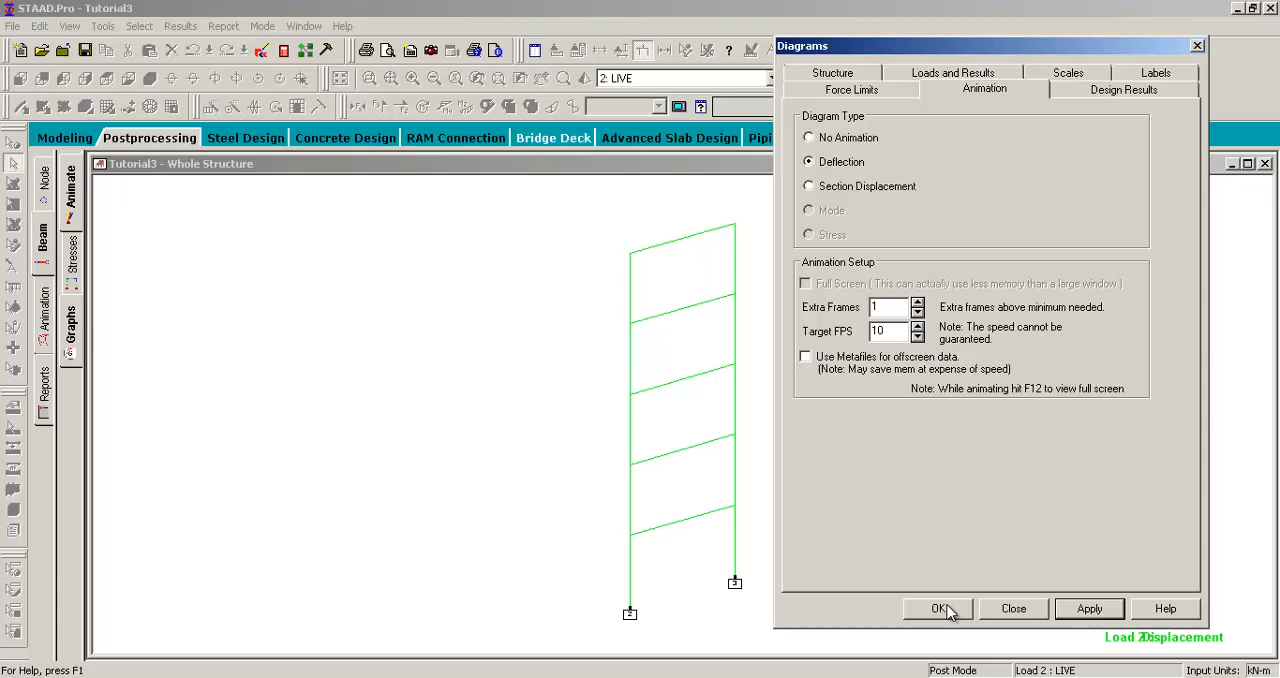 STAAD.Pro - Tutorial3
File Edit View Tools Select Results Report Mode Window Help
2: LIVE
Modeling Postprocessing Steel Design Concrete Design RAM Connection Bridge Deck Advanced Slab Design Pipi
Tutorial3 - Whole Structure
Node
Beam
Animation
Reports
Animate
Stresses
Graphs
2
3
Diagrams
Structure Loads and Results Scales Labels
Force Limits Animation Design Results
Diagram Type
No Animation
Deflection
Section Displacement
Mode
Stress
Animation Setup
Full Screen ( This can actually use less memory than a large window )
Extra Frames 1 Extra frames above minimum needed.
Target FPS 10 Note: The speed cannot be
guaranteed.
Use Metafiles for offscreen data.
(Note: May save mem at expense of speed)
Note: While animating hit F12 to view full screen
OK Close Apply Help
Load 2 Displacement
For Help, press F1 Post Mode Load 2 : LIVE Input Units: kN-m